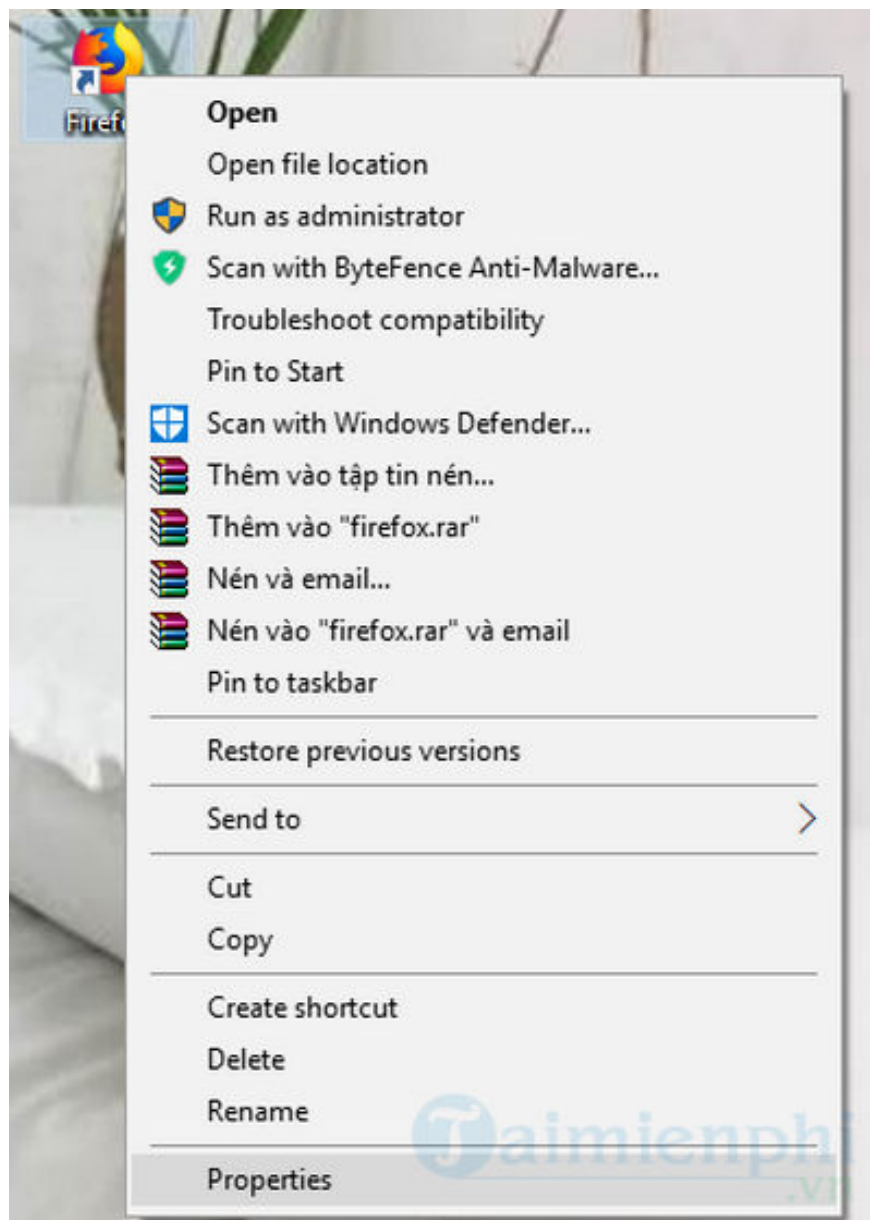 Open
Open file location
Run as administrator
Scan with ByteFence Anti-Malware...
Troubleshoot compatibility
Pin to Start
Scan with Windows Defender...
Thêm vào tập tin nén...
Thêm vào "firefox.rar"
Nén và email...
Nén vào "firefox.rar" và email
Pin to taskbar
Restore previous versions
Send to
Cut
Copy
Create shortcut
Delete
Rename
Properties
Taimienphi
.vn